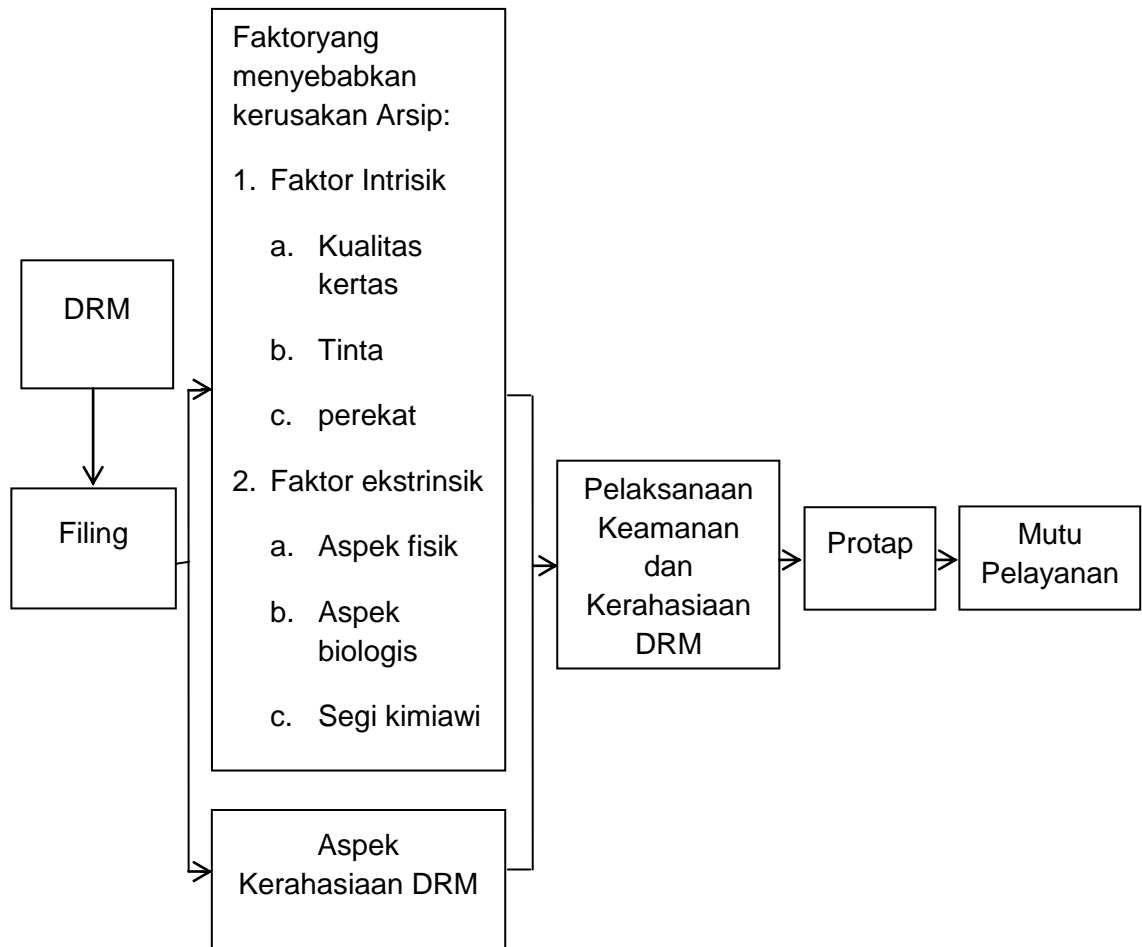 DRM
Filing
Faktoryang
menyebabkan
kerusakan Arsip:
1. Faktor Intrisik
a. Kualitas
kertas
b. Tinta
c. perekat
2. Faktor ekstrinsik
a. Aspek fisik
b. Aspek
biologis
c. Segi kimiawi
Aspek
Kerahasiaan DRM
Pelaksanaan
Keamanan
dan
Kerahasiaan
DRM
Protap
Mutu
Pelayanan